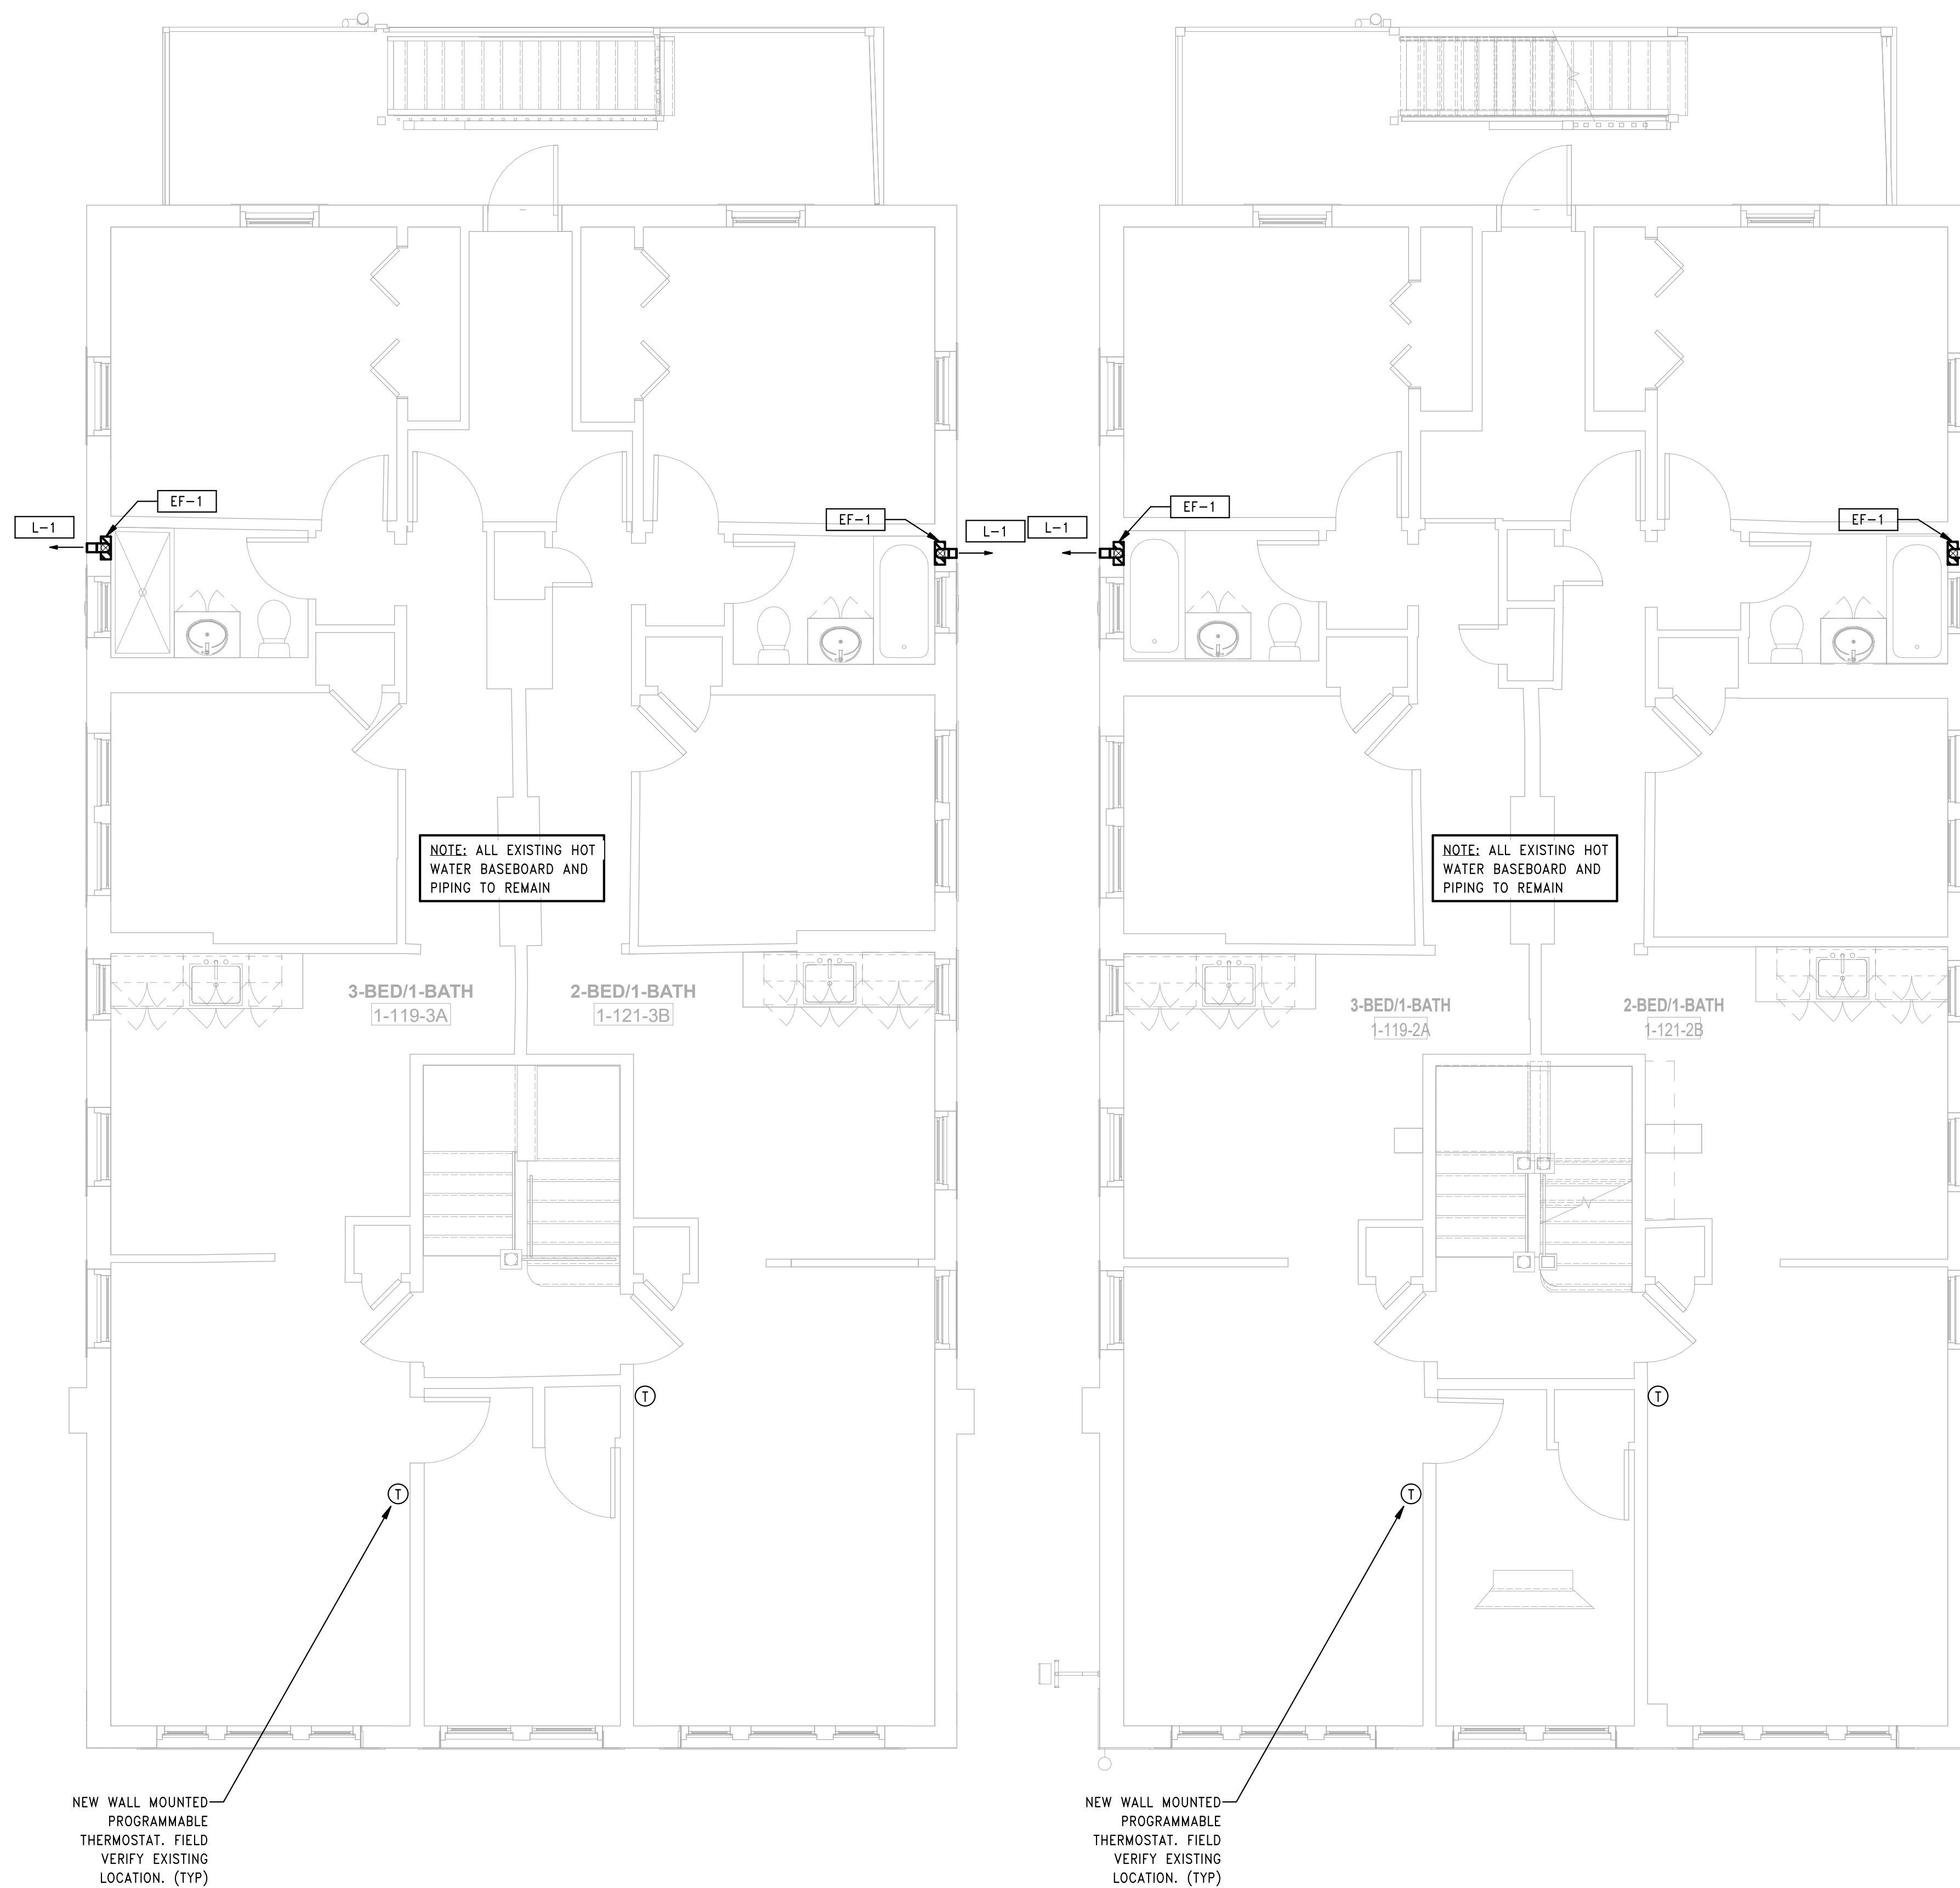 EF-1
L-1
EF-1
L-1
NOTE: ALL EXISTING HOT
WATER BASEBOARD AND
PIPING TO REMAIN
3-BED/1-BATH
1-119-3A
2-BED/1-BATH
1-121-3B
T
T
NEW WALL MOUNTED
PROGRAMMABLE
THERMOSTAT. FIELD
VERIFY EXISTING
LOCATION. (TYP)
EF-1
L-1
EF-1
NOTE: ALL EXISTING HOT
WATER BASEBOARD AND
PIPING TO REMAIN
3-BED/1-BATH
1-119-2A
2-BED/1-BATH
1-121-2B
T
T
NEW WALL MOUNTED
PROGRAMMABLE
THERMOSTAT. FIELD
VERIFY EXISTING
LOCATION. (TYP)